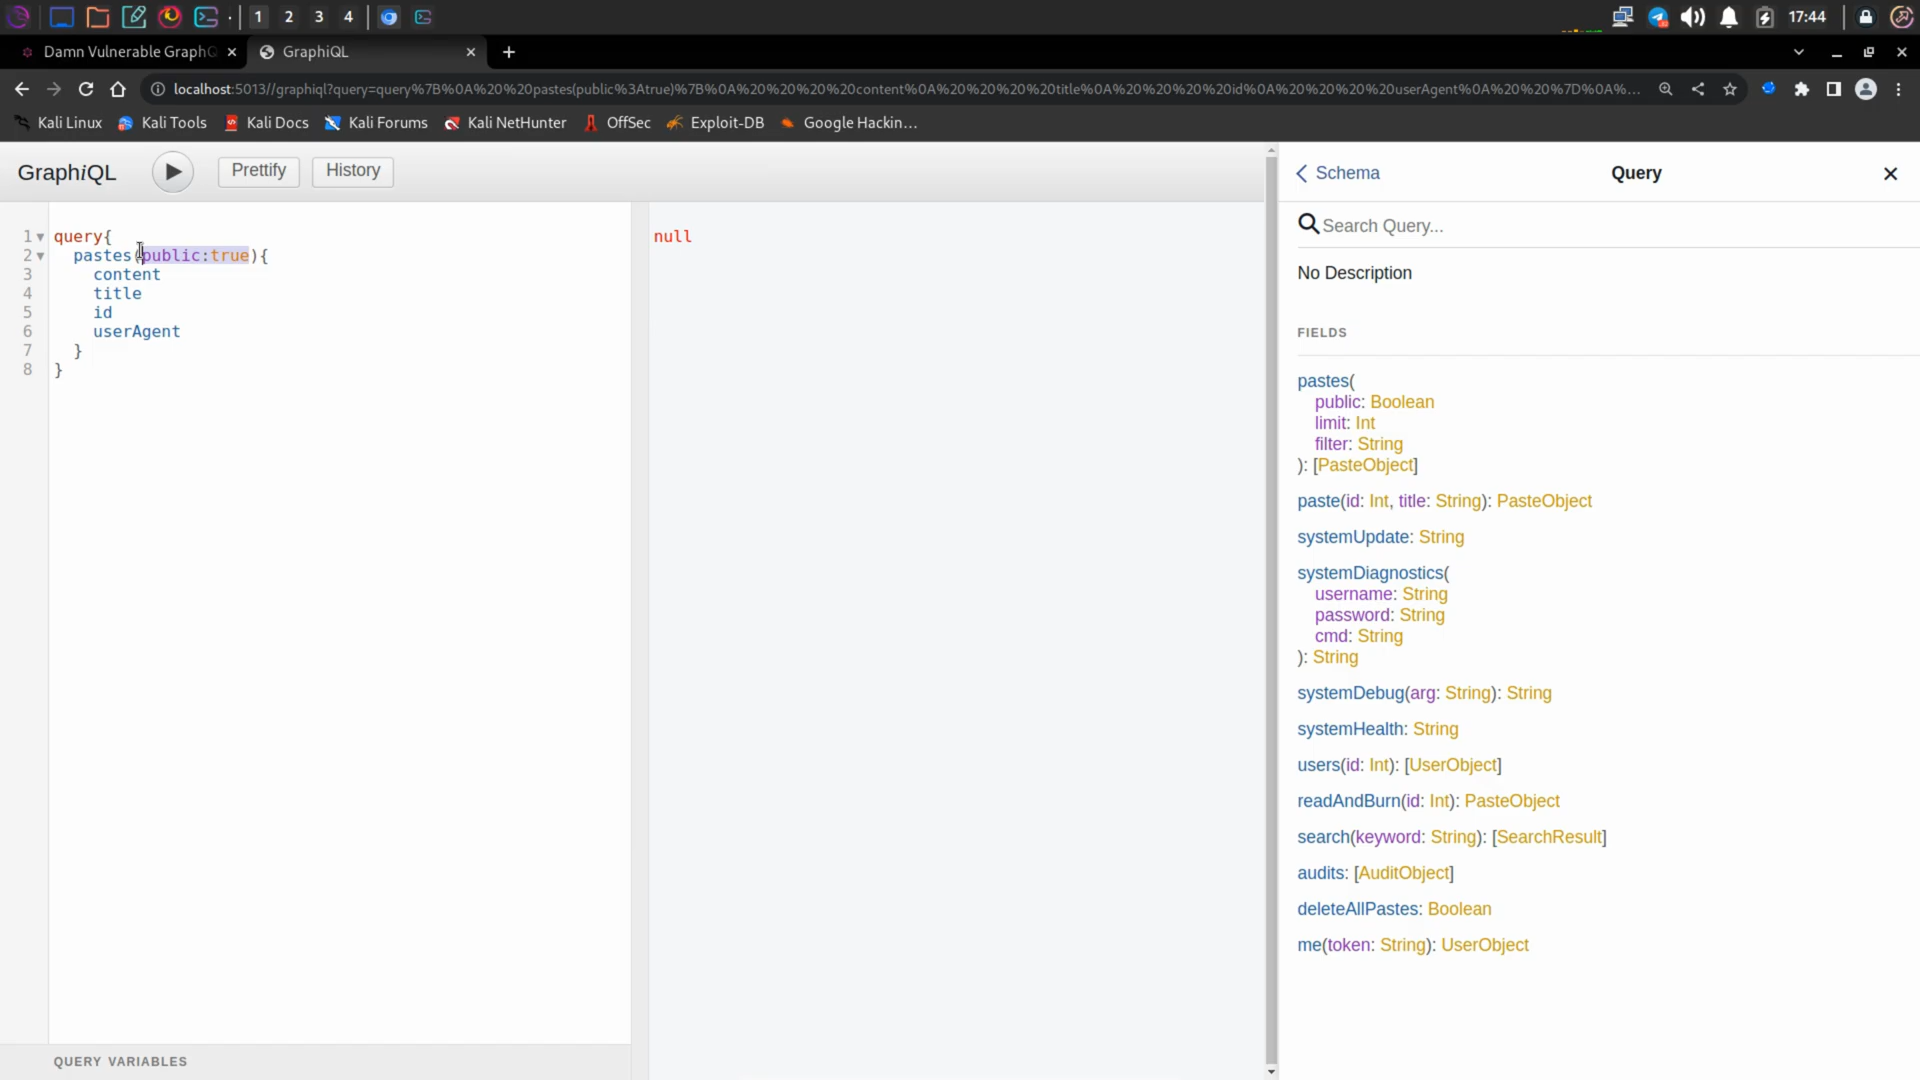 1 2 3 4 17:44
Damn Vulnerable GraphQ
GraphiQL
localhost:5013//graphiql?query=query%7B%0A%20%20pastes(public%3Atrue)%7B%0A%20%20%20%20content%0A%20%20%20%20title%0A%20%20%20%20id%0A%20%20%20%20userAgent%0A%20%20%7D%0A%...
Kali Linux Kali Tools Kali Docs Kali Forums Kali NetHunter OffSec Exploit-DB Google Hackin...
GraphiQL Prettify History
1 query{
2 pastes(public:true){
3 content
4 title
5 id
6 userAgent
7 }
8 }
QUERY VARIABLES
null
Schema Query
Search Query...
No Description
FIELDS
pastes(
public: Boolean
limit: Int
filter: String
): [PasteObject]
paste(id: Int, title: String): PasteObject
systemUpdate: String
systemDiagnostics(
username: String
password: String
cmd: String
): String
systemDebug(arg: String): String
systemHealth: String
users(id: Int): [UserObject]
readAndBurn(id: Int): PasteObject
search(keyword: String): [SearchResult]
audits: [AuditObject]
deleteAllPastes: Boolean
me(token: String): UserObject